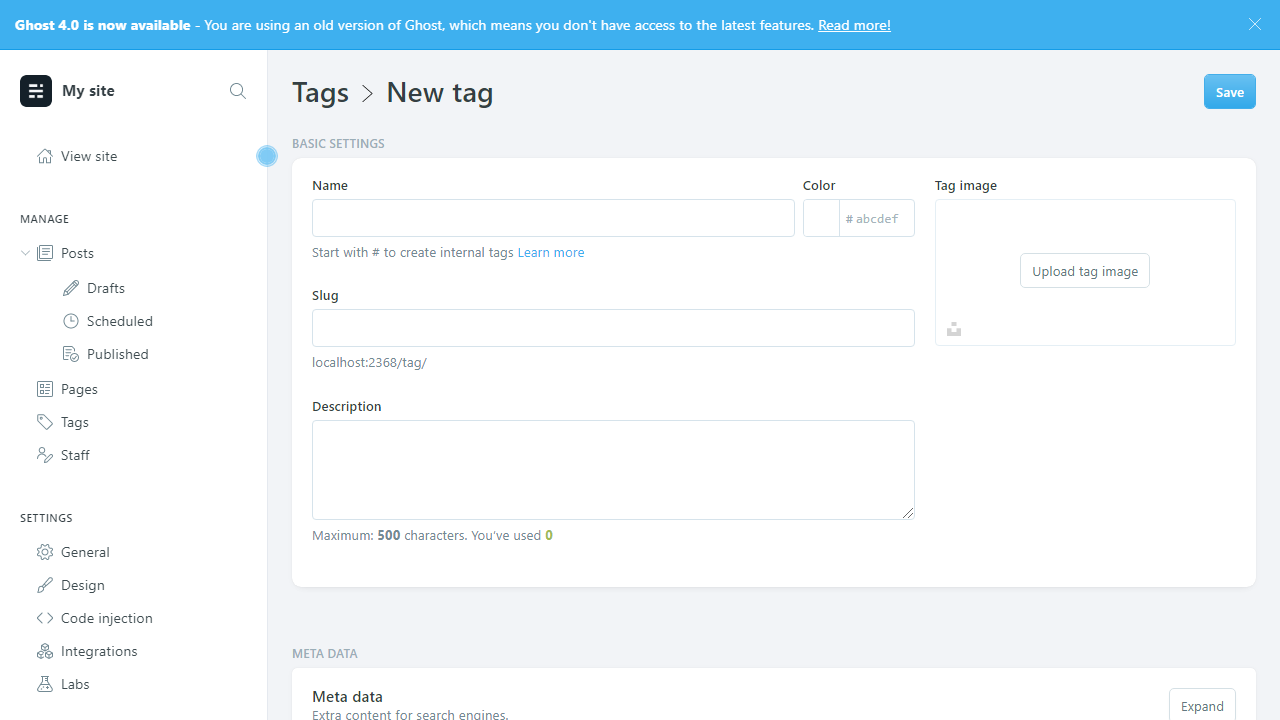 Ghost 4.0 is now available - You are using an old version of Ghost, which means you don't have access to the latest features. Read more!
My site
View site
MANAGE
Posts
Drafts
Scheduled
Published
Pages
Tags
Staff
SETTINGS
General
Design
Code injection
Integrations
Labs
Tags > New tag
Save
BASIC SETTINGS
Name
Color
# abcdef
Start with # to create internal tags Learn more
Slug
localhost:2368/tag/
Description
Maximum: 500 characters. You've used 0
Tag image
Upload tag image
META DATA
Meta data
Extra content for search engines.
Expand